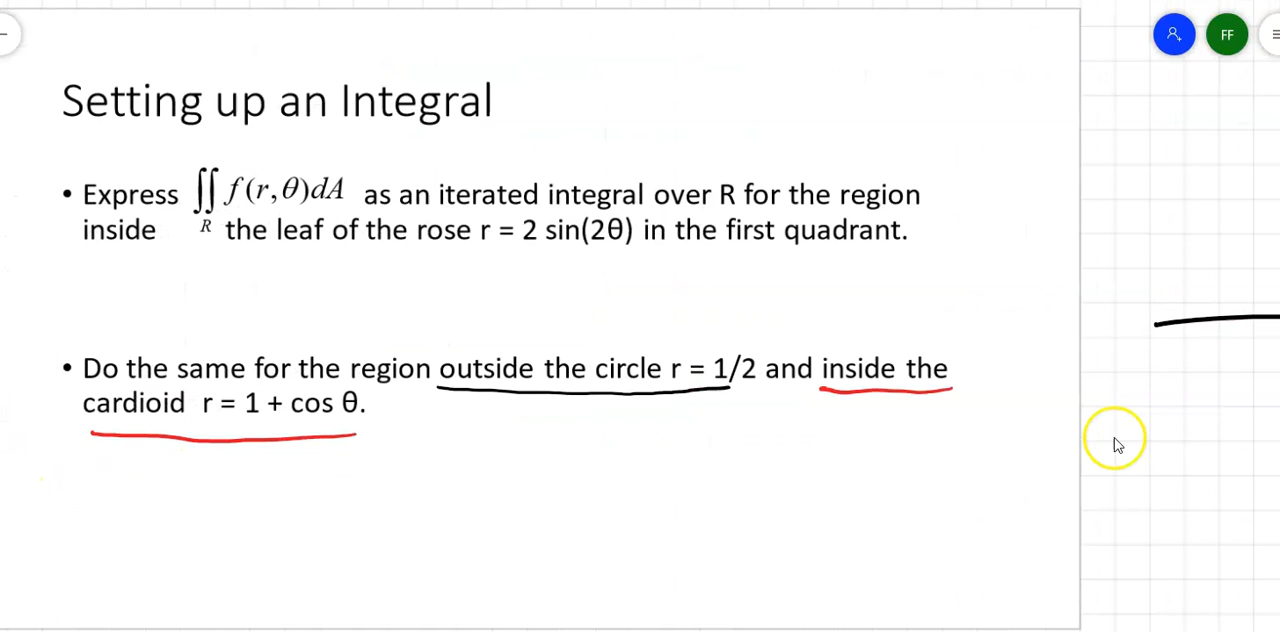 FF
Setting up an Integral
• Express ∬ f(r,θ)dA as an iterated integral over R for the region
inside R the leaf of the rose r = 2 sin(2θ) in the first quadrant.
• Do the same for the region outside the circle r = 1/2 and inside the
cardioid r = 1 + cos θ.